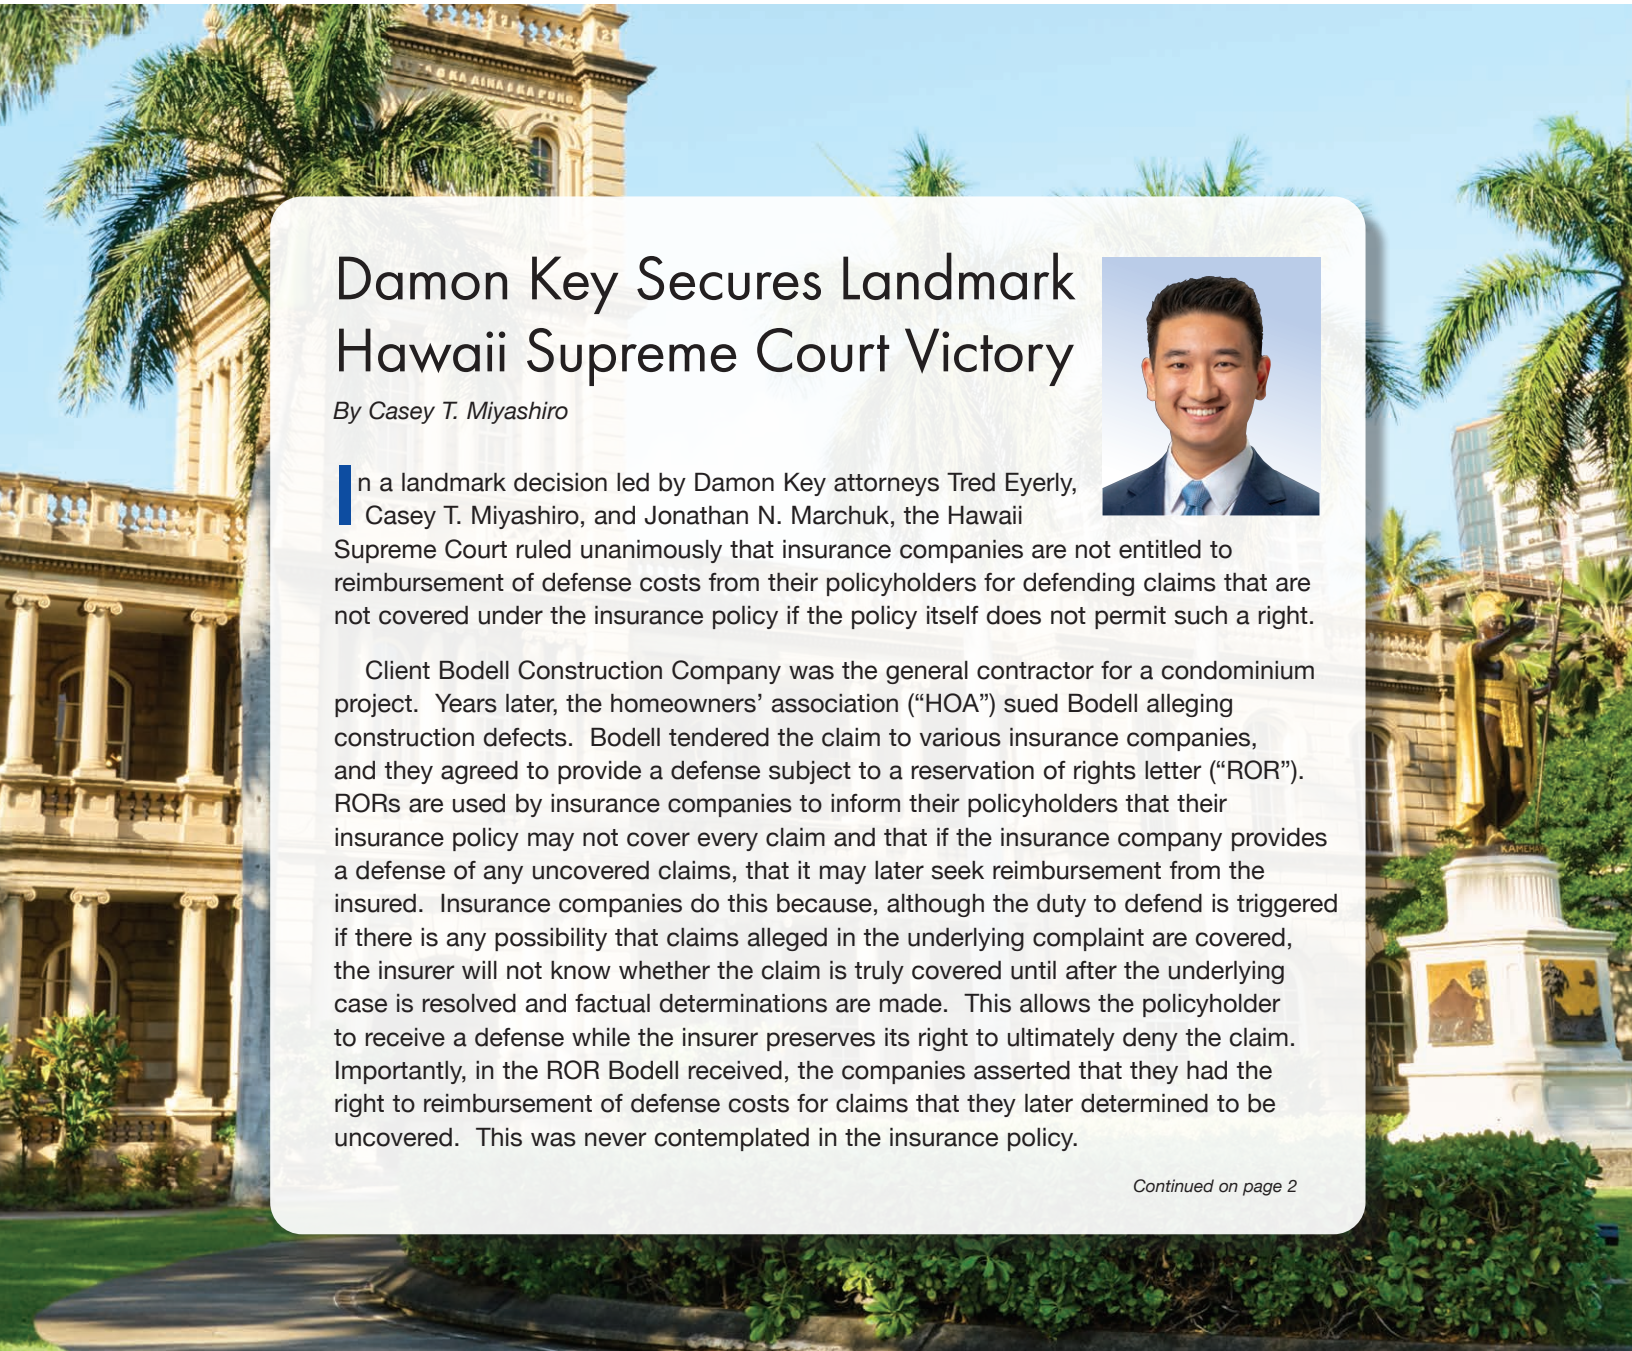 Damon Key Secures Landmark
Hawaii Supreme Court Victory
By Casey T. Miyashiro
In a landmark decision led by Damon Key attorneys Tred Eyerly,
Casey T. Miyashiro, and Jonathan N. Marchuk, the Hawaii
Supreme Court ruled unanimously that insurance companies are not entitled to
reimbursement of defense costs from their policyholders for defending claims that are
not covered under the insurance policy if the policy itself does not permit such a right.
Client Bodell Construction Company was the general contractor for a condominium
project.  Years later, the homeowners’ association (“HOA”) sued Bodell alleging
construction defects.  Bodell tendered the claim to various insurance companies,
and they agreed to provide a defense subject to a reservation of rights letter (“ROR”).
RORs are used by insurance companies to inform their policyholders that their
insurance policy may not cover every claim and that if the insurance company provides
a defense of any uncovered claims, that it may later seek reimbursement from the
insured.  Insurance companies do this because, although the duty to defend is triggered
if there is any possibility that claims alleged in the underlying complaint are covered,
the insurer will not know whether the claim is truly covered until after the underlying
case is resolved and factual determinations are made.  This allows the policyholder
to receive a defense while the insurer preserves its right to ultimately deny the claim.
Importantly, in the ROR Bodell received, the companies asserted that they had the
right to reimbursement of defense costs for claims that they later determined to be
uncovered.  This was never contemplated in the insurance policy.
Continued on page 2